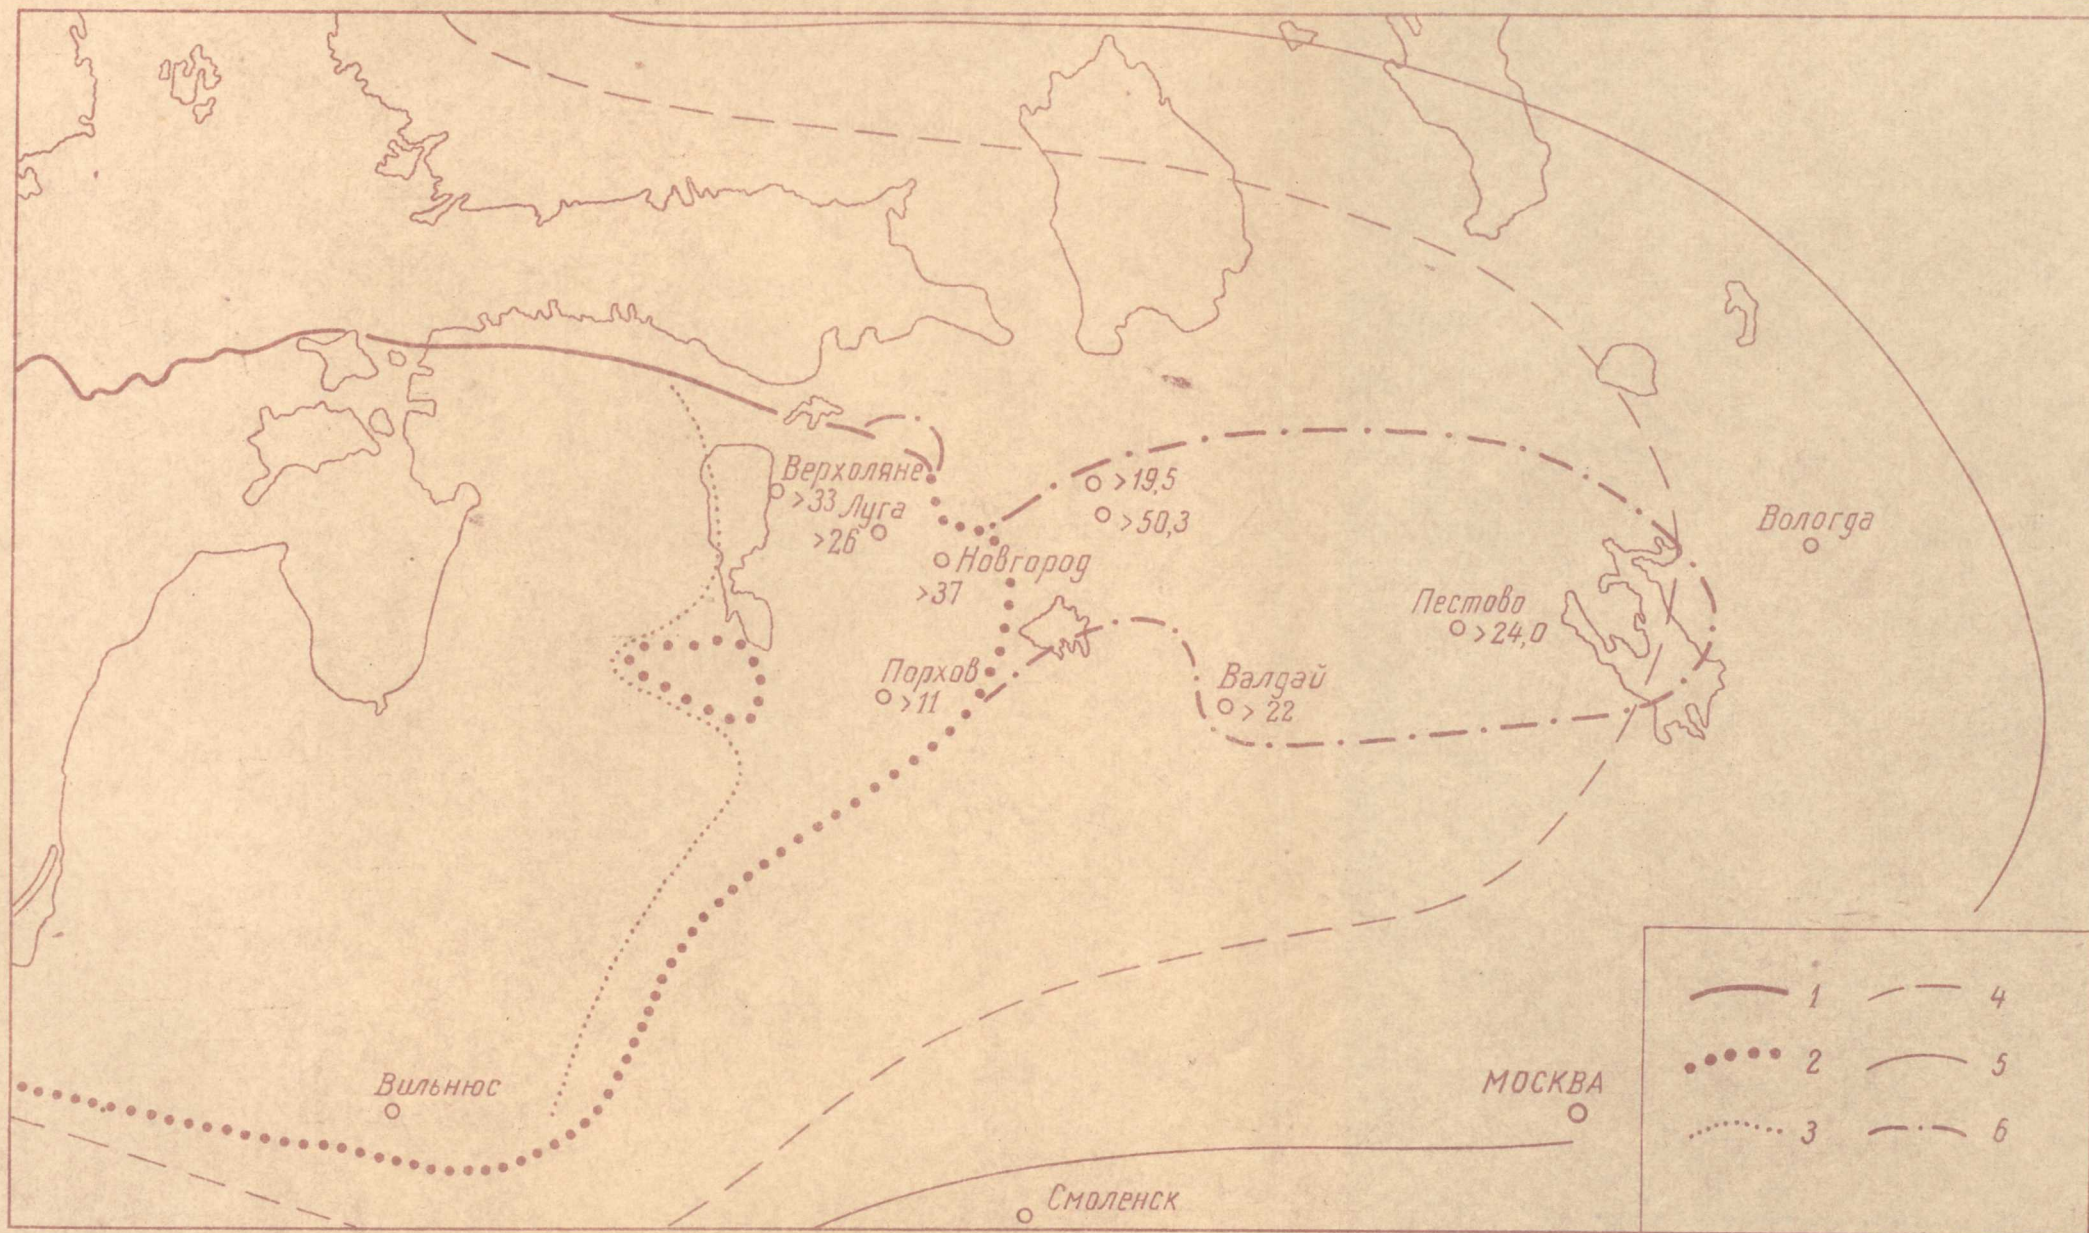 Верхоляне
>33
Луга
>26
>19,5
>50,3
Новгород
>37
Вологда
Пестово
>24,0
Порхов
>11
Валдай
>22
Вильнюс
МОСКВА
Смоленск
1
4
2
5
3
6